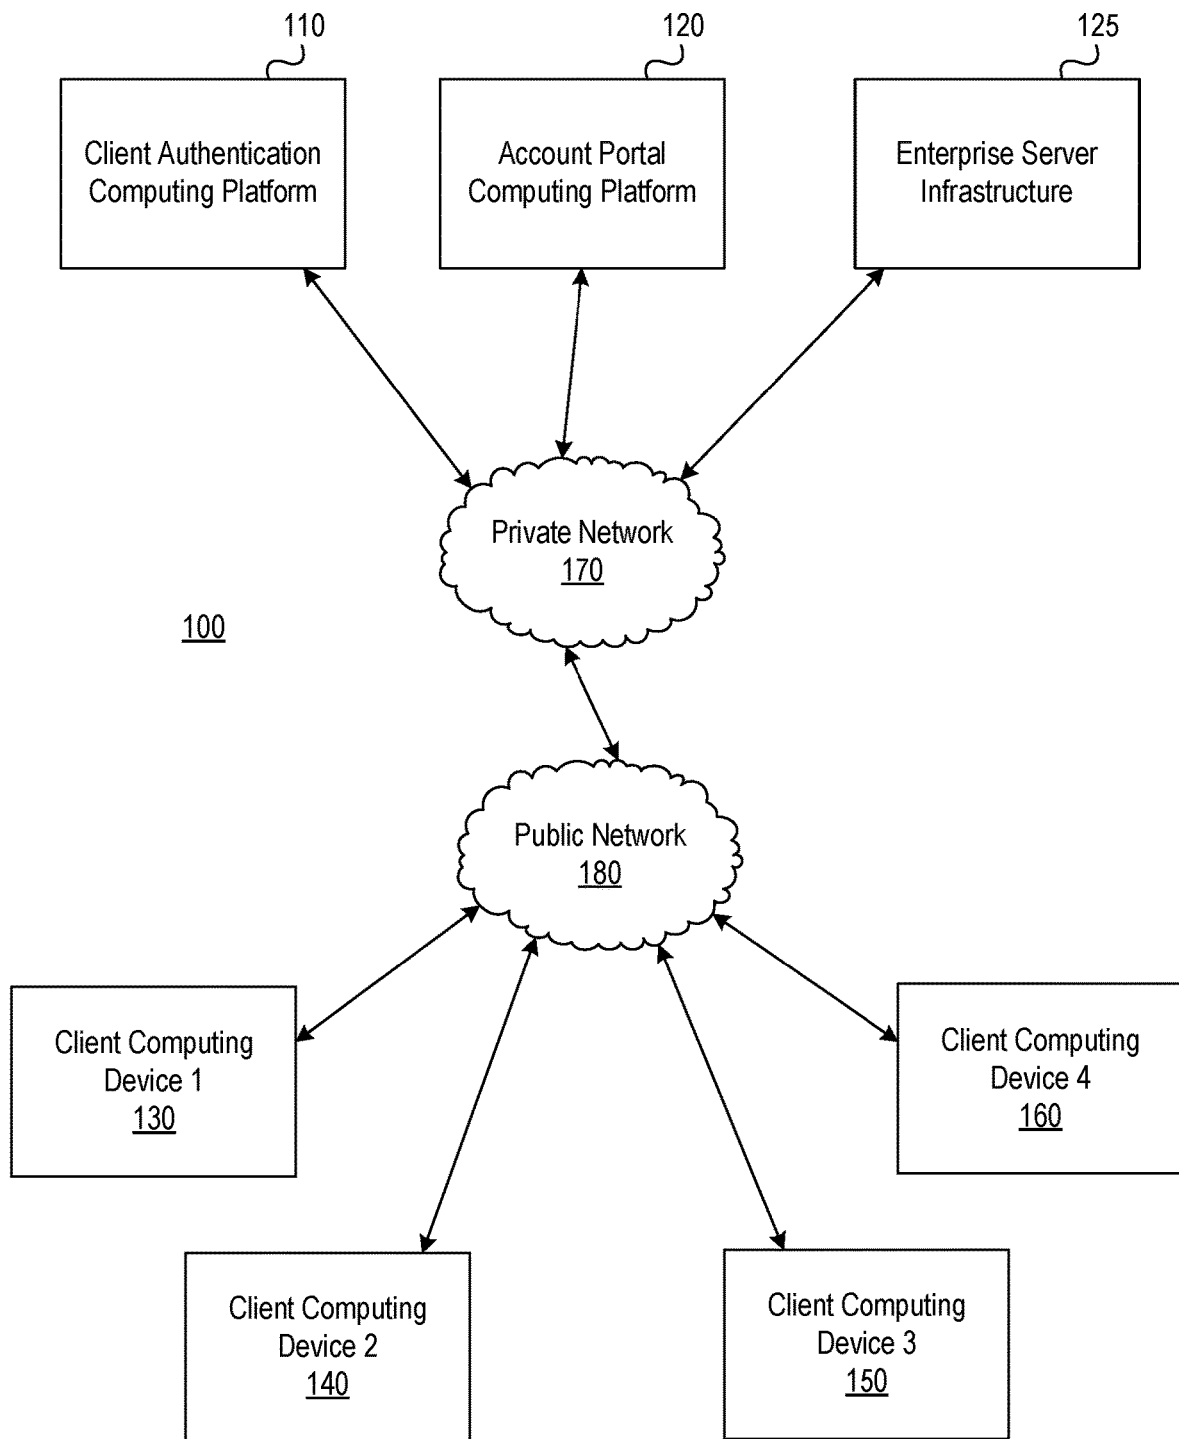 110
120
125
Client Authentication
Computing Platform
Account Portal
Computing Platform
Enterprise Server
Infrastructure
Private Network
170
100
Public Network
180
Client Computing
Device 1
130
Client Computing
Device 4
160
Client Computing
Device 2
140
Client Computing
Device 3
150